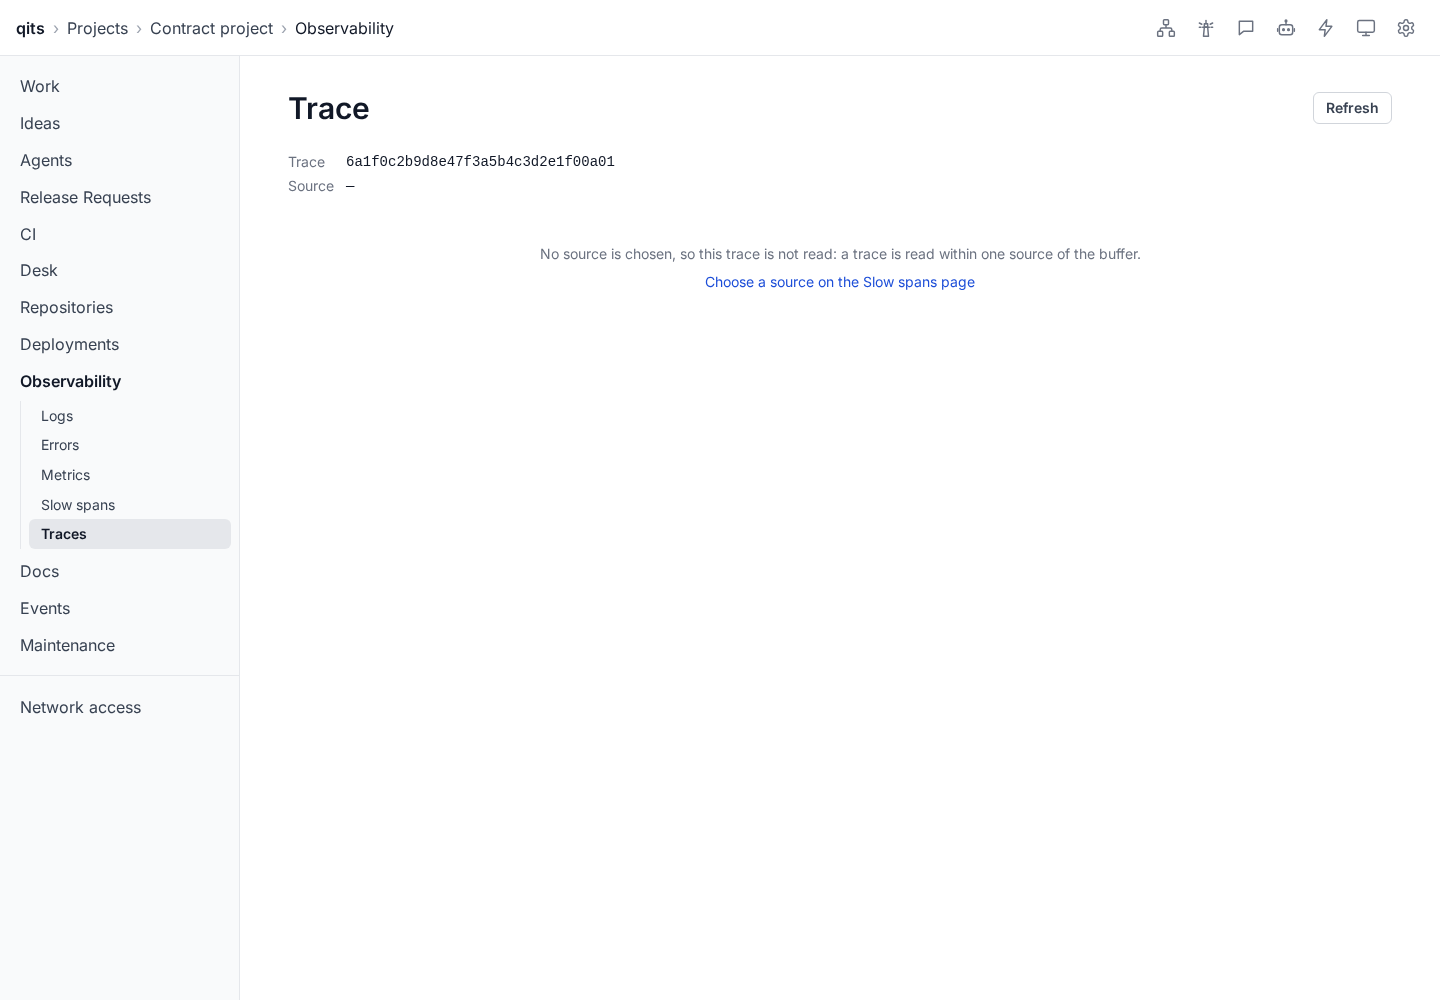 qits › Projects › Contract project › Observability
Work
Ideas
Agents
Release Requests
CI
Desk
Repositories
Deployments
Observability
Logs
Errors
Metrics
Slow spans
Traces
Docs
Events
Maintenance
Network access
Trace
Refresh
Trace 6a1f0c2b9d8e47f3a5b4c3d2e1f00a01
Source —
No source is chosen, so this trace is not read: a trace is read within one source of the buffer.
Choose a source on the Slow spans page